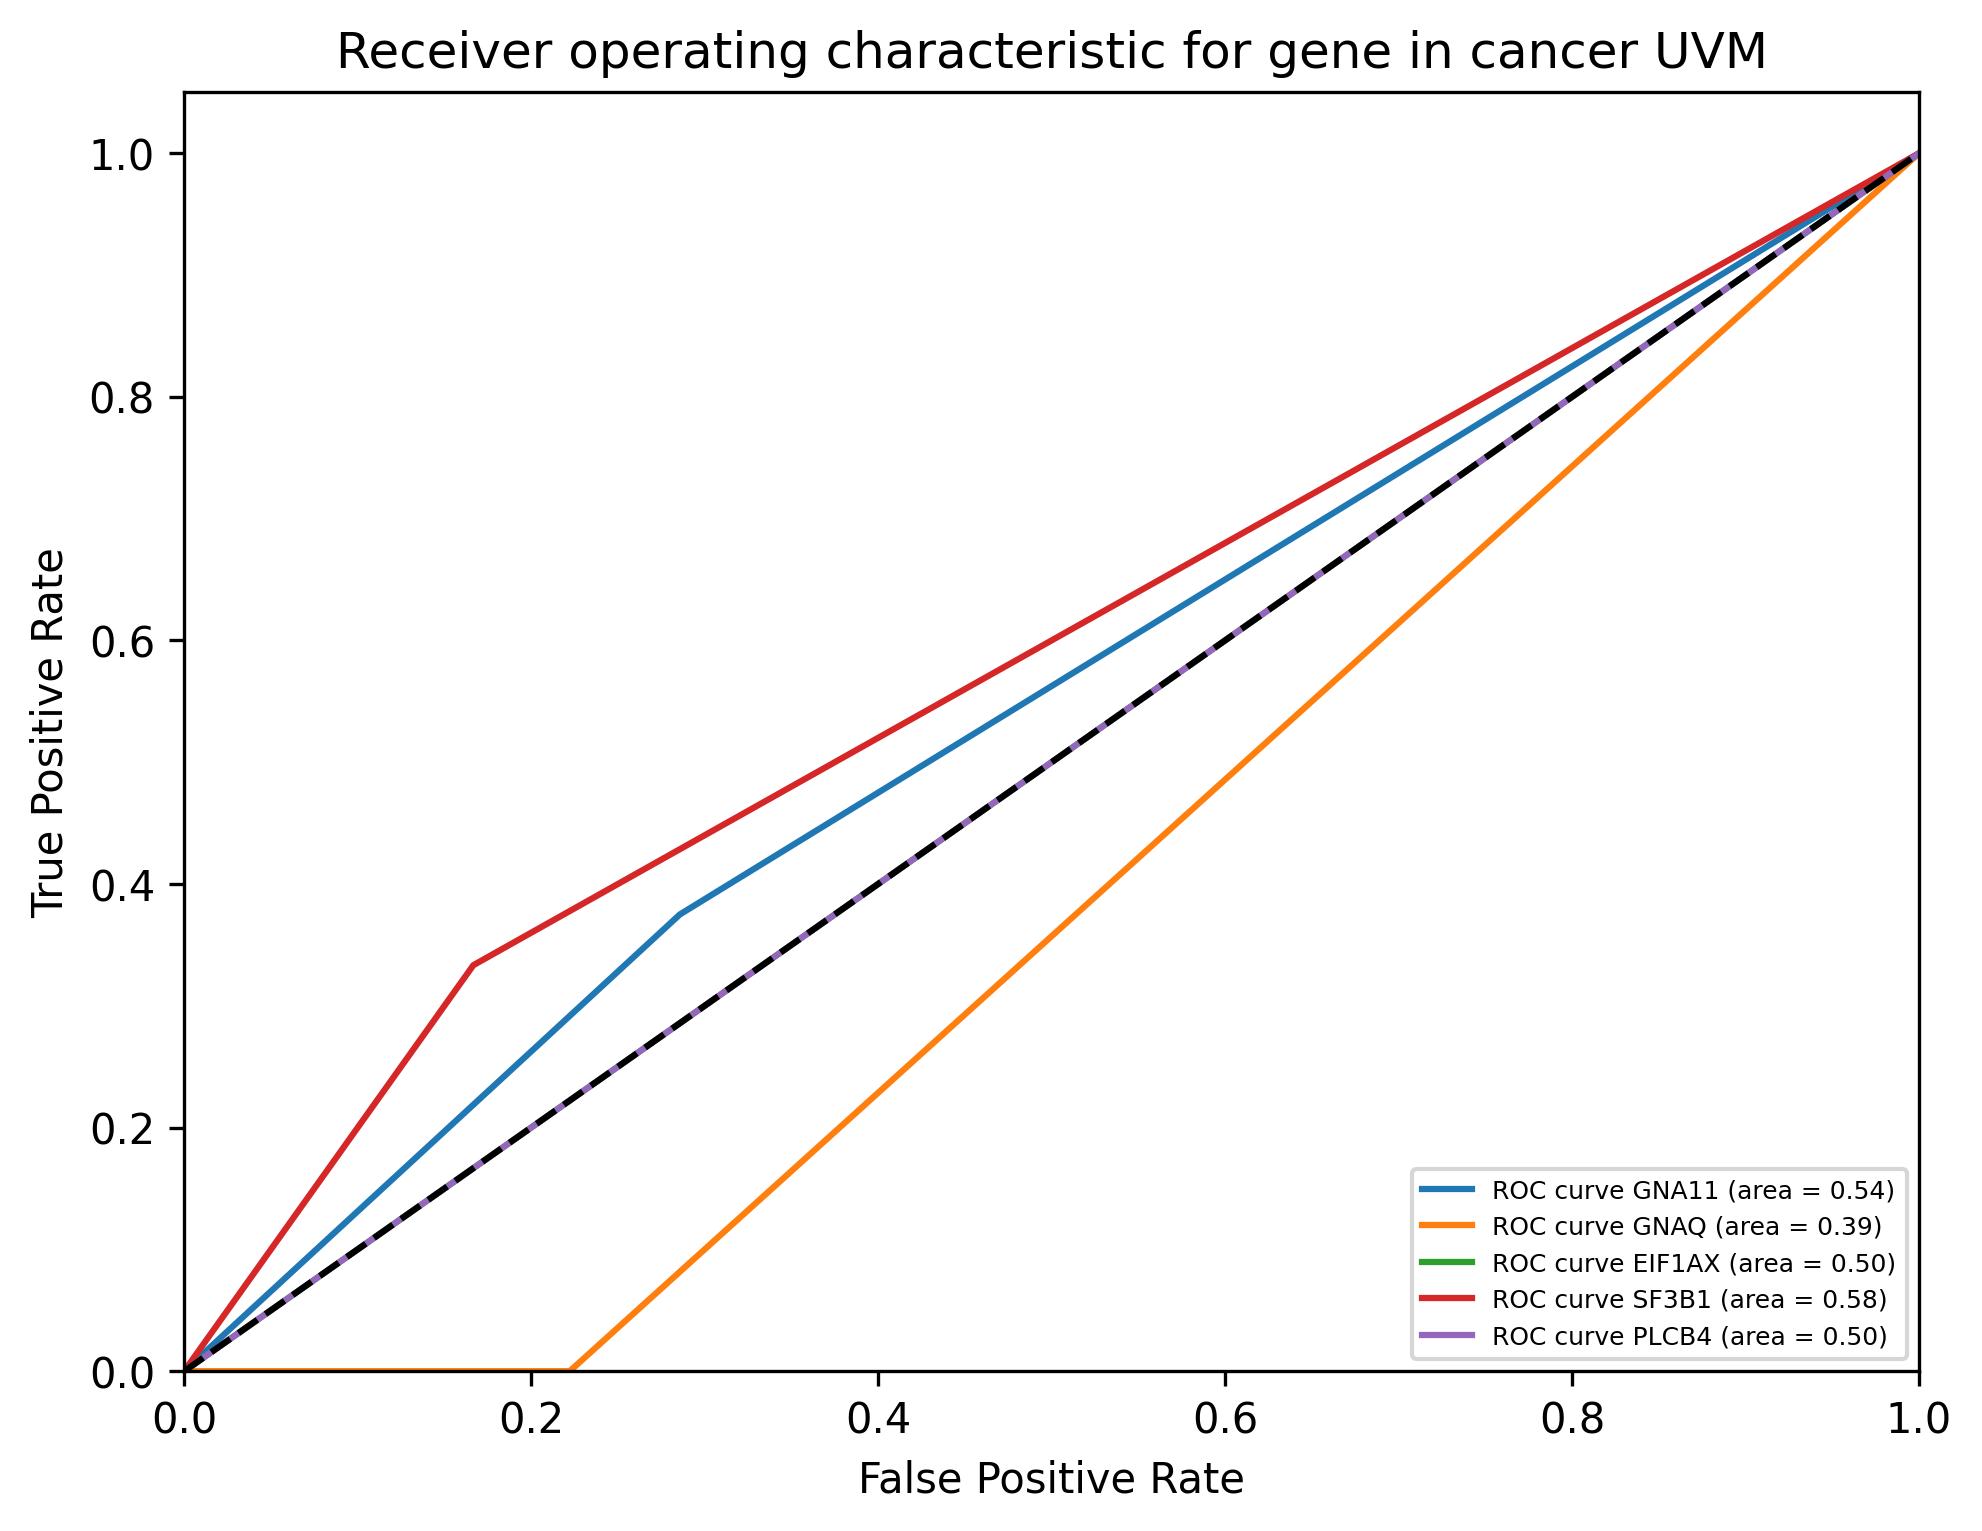 Receiver operating characteristic for gene in cancer UVM
1.0
0.8
0.6
0.4
0.2
0.0
True Positive Rate
0.0 0.2 0.4 0.6 0.8 1.0
False Positive Rate
ROC curve GNA11 (area = 0.54)
ROC curve GNAQ (area = 0.39)
ROC curve EIF1AX (area = 0.50)
ROC curve SF3B1 (area = 0.58)
ROC curve PLCB4 (area = 0.50)